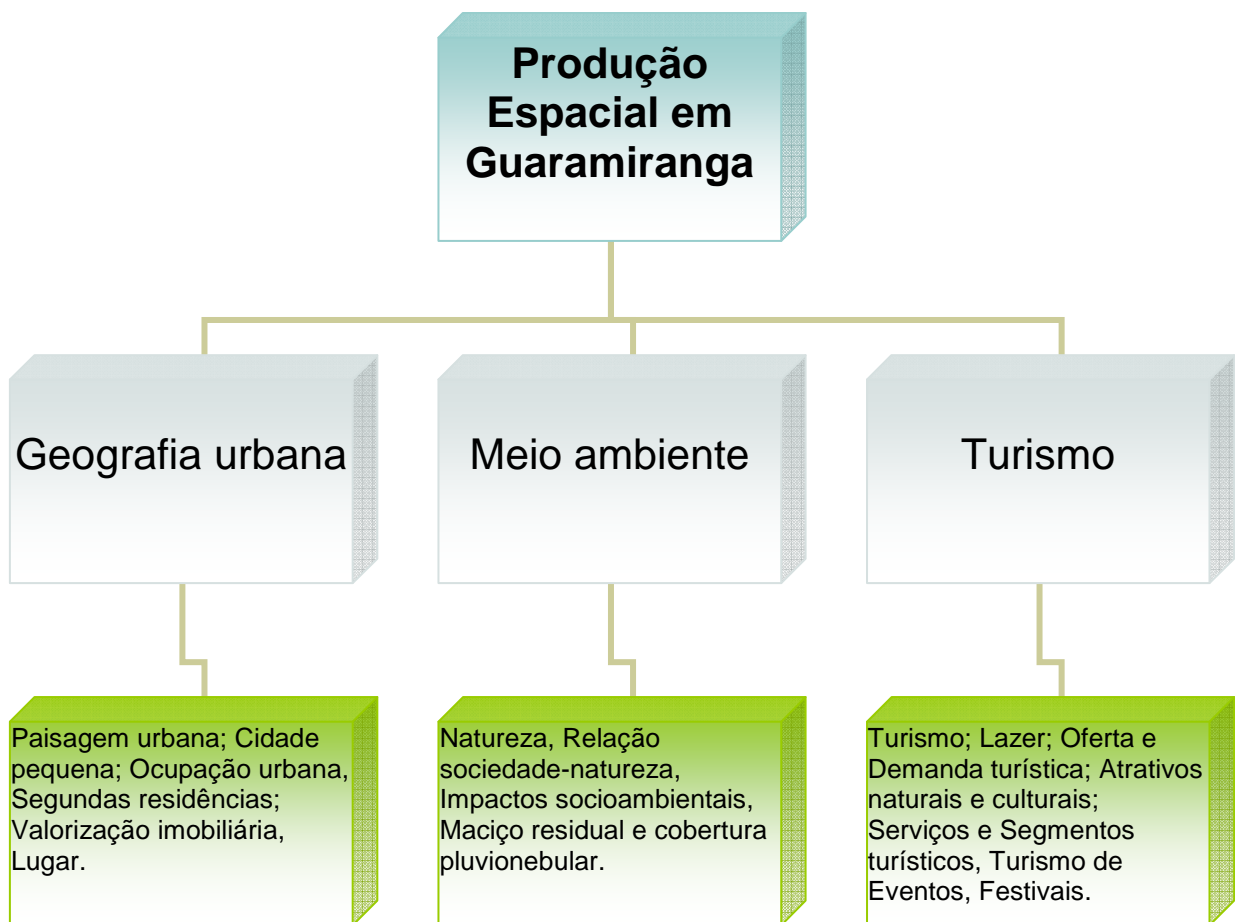 Produção
Espacial em
Guaramiranga
Geografia urbana
Meio ambiente
Turismo
Paisagem urbana; Cidade
pequena; Ocupação urbana,
Segundas residências;
Valorização imobiliária,
Lugar.
Natureza, Relação
sociedade-natureza,
Impactos socioambientais,
Maciço residual e cobertura
pluvionebular.
Turismo; Lazer; Oferta e
Demanda turística; Atrativos
naturais e culturais;
Serviços e Segmentos
turísticos, Turismo de
Eventos, Festivais.